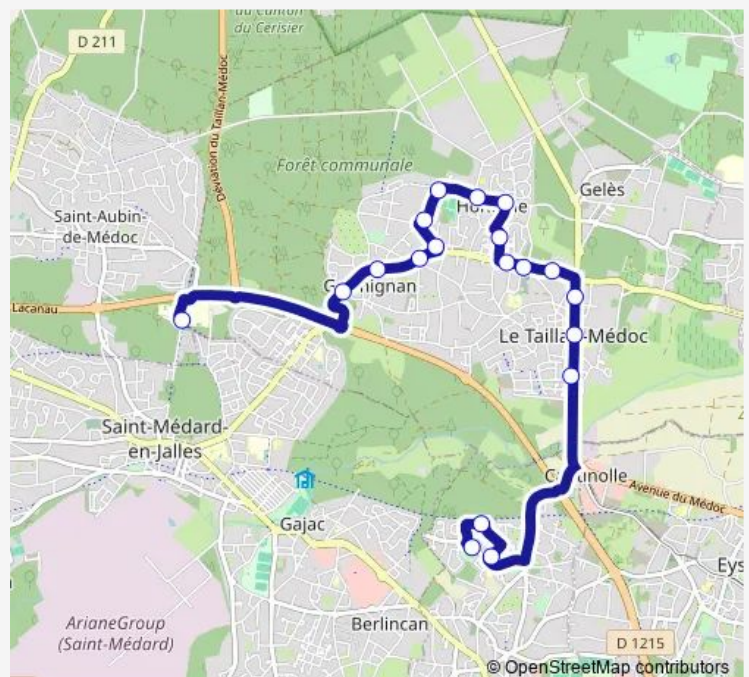 du Canton
du Cerisier
D 211
Déviation du Taillan-Médoc
Forêt communale
Gelès
Saint-Aubin-
de-Médoc
Lacanau
Le Tailla
Médoc
Saint-Médard-
en-Jalles
Avenue du Médoc
Gajac
Eys
ArianeGroup
(Saint-Médard)
Berlincan
D 1215
© OpenStreetMap contributors